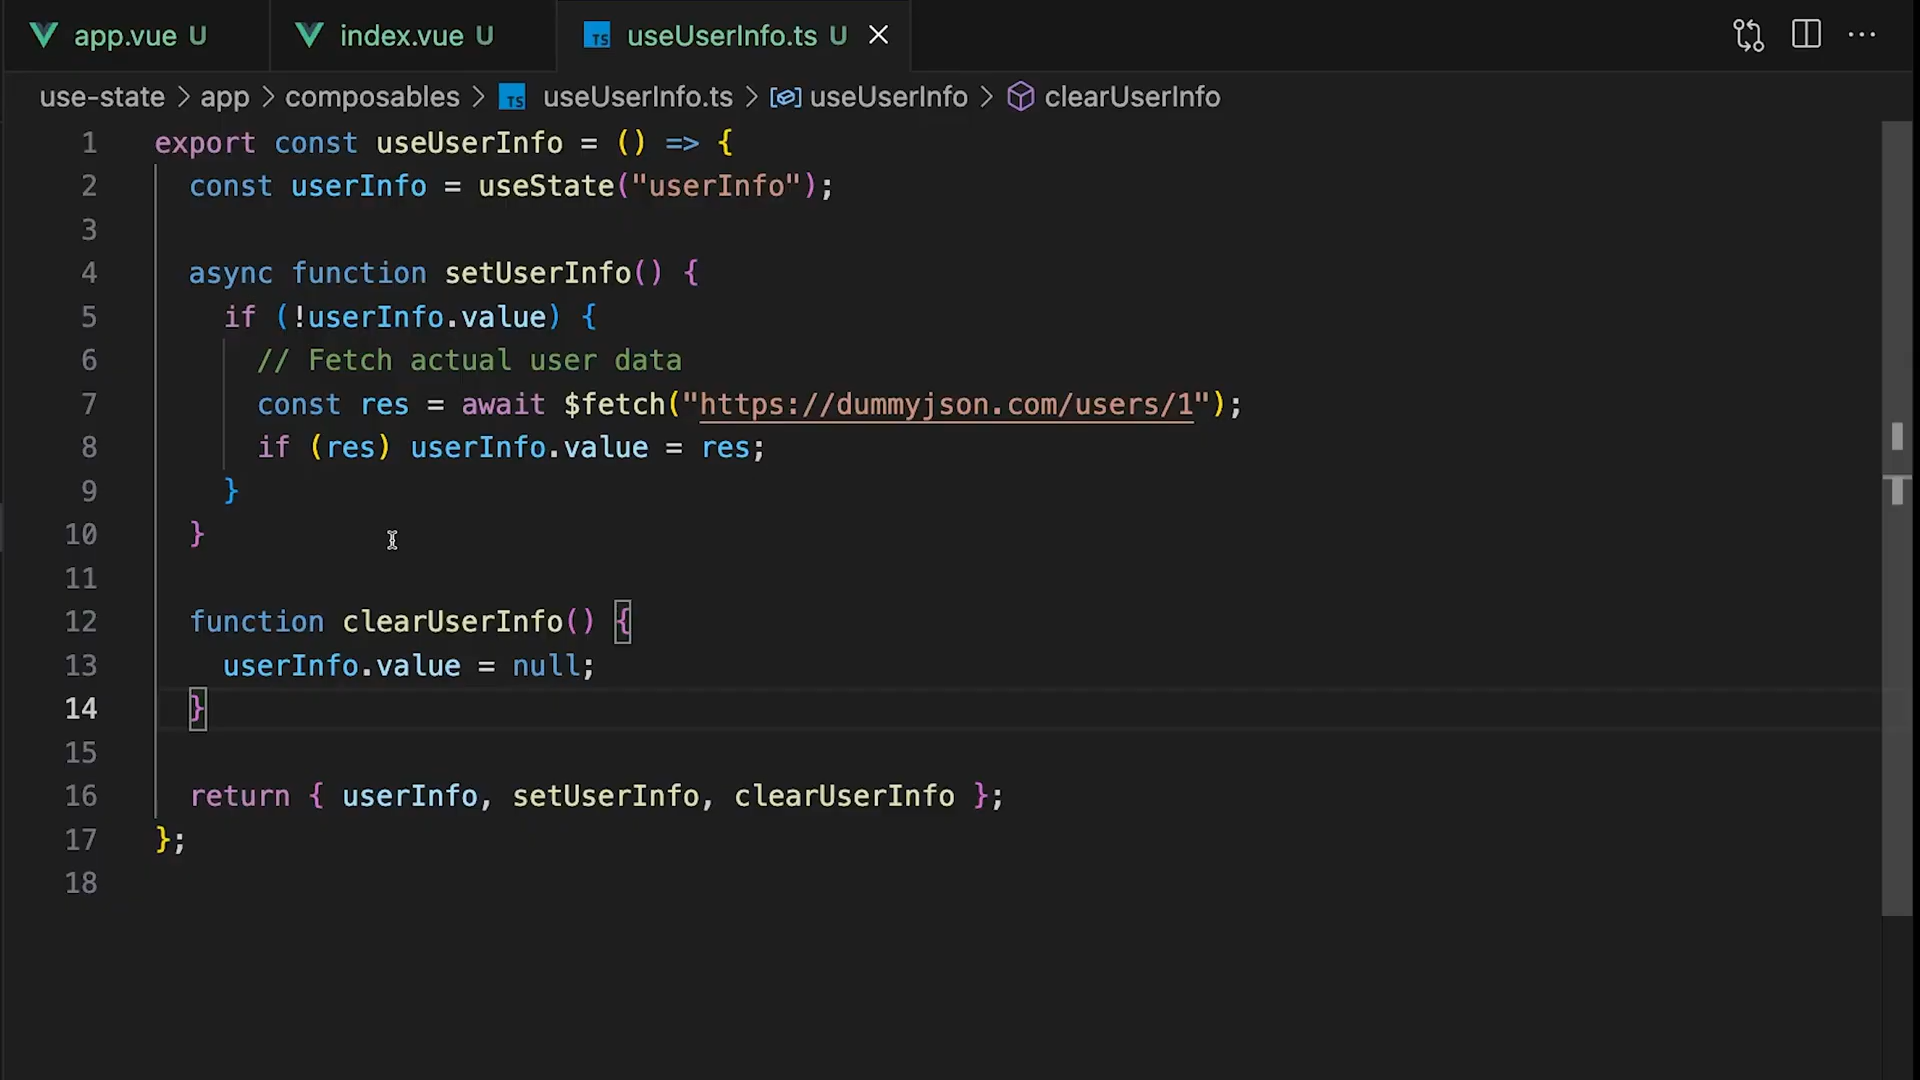 app.vue U index.vue U TS useUserInfo.ts U
use-state > app > composables > TS useUserInfo.ts > useUserInfo > clearUserInfo
1 export const useUserInfo = () => {
2 const userInfo = useState("userInfo");
3
4 async function setUserInfo() {
5 if (!userInfo.value) {
6 // Fetch actual user data
7 const res = await $fetch("https://dummyjson.com/users/1");
8 if (res) userInfo.value = res;
9 }
10 }
11
12 function clearUserInfo() {
13 userInfo.value = null;
14 }
15
16 return { userInfo, setUserInfo, clearUserInfo };
17 };
18